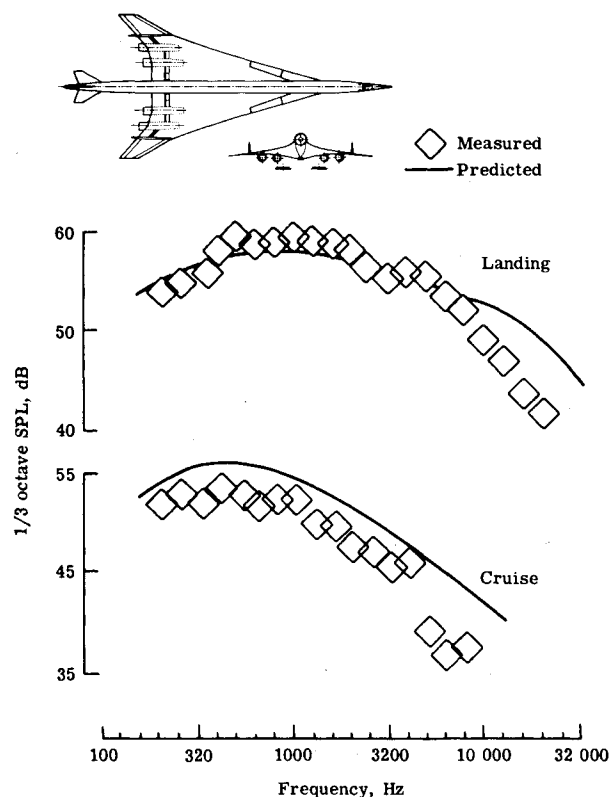 Measured
Predicted
60
50
40
Landing
1/3 octave SPL, dB
55
45
35
Cruise
100 320 1000 3200 10 000 32 000
Frequency, Hz